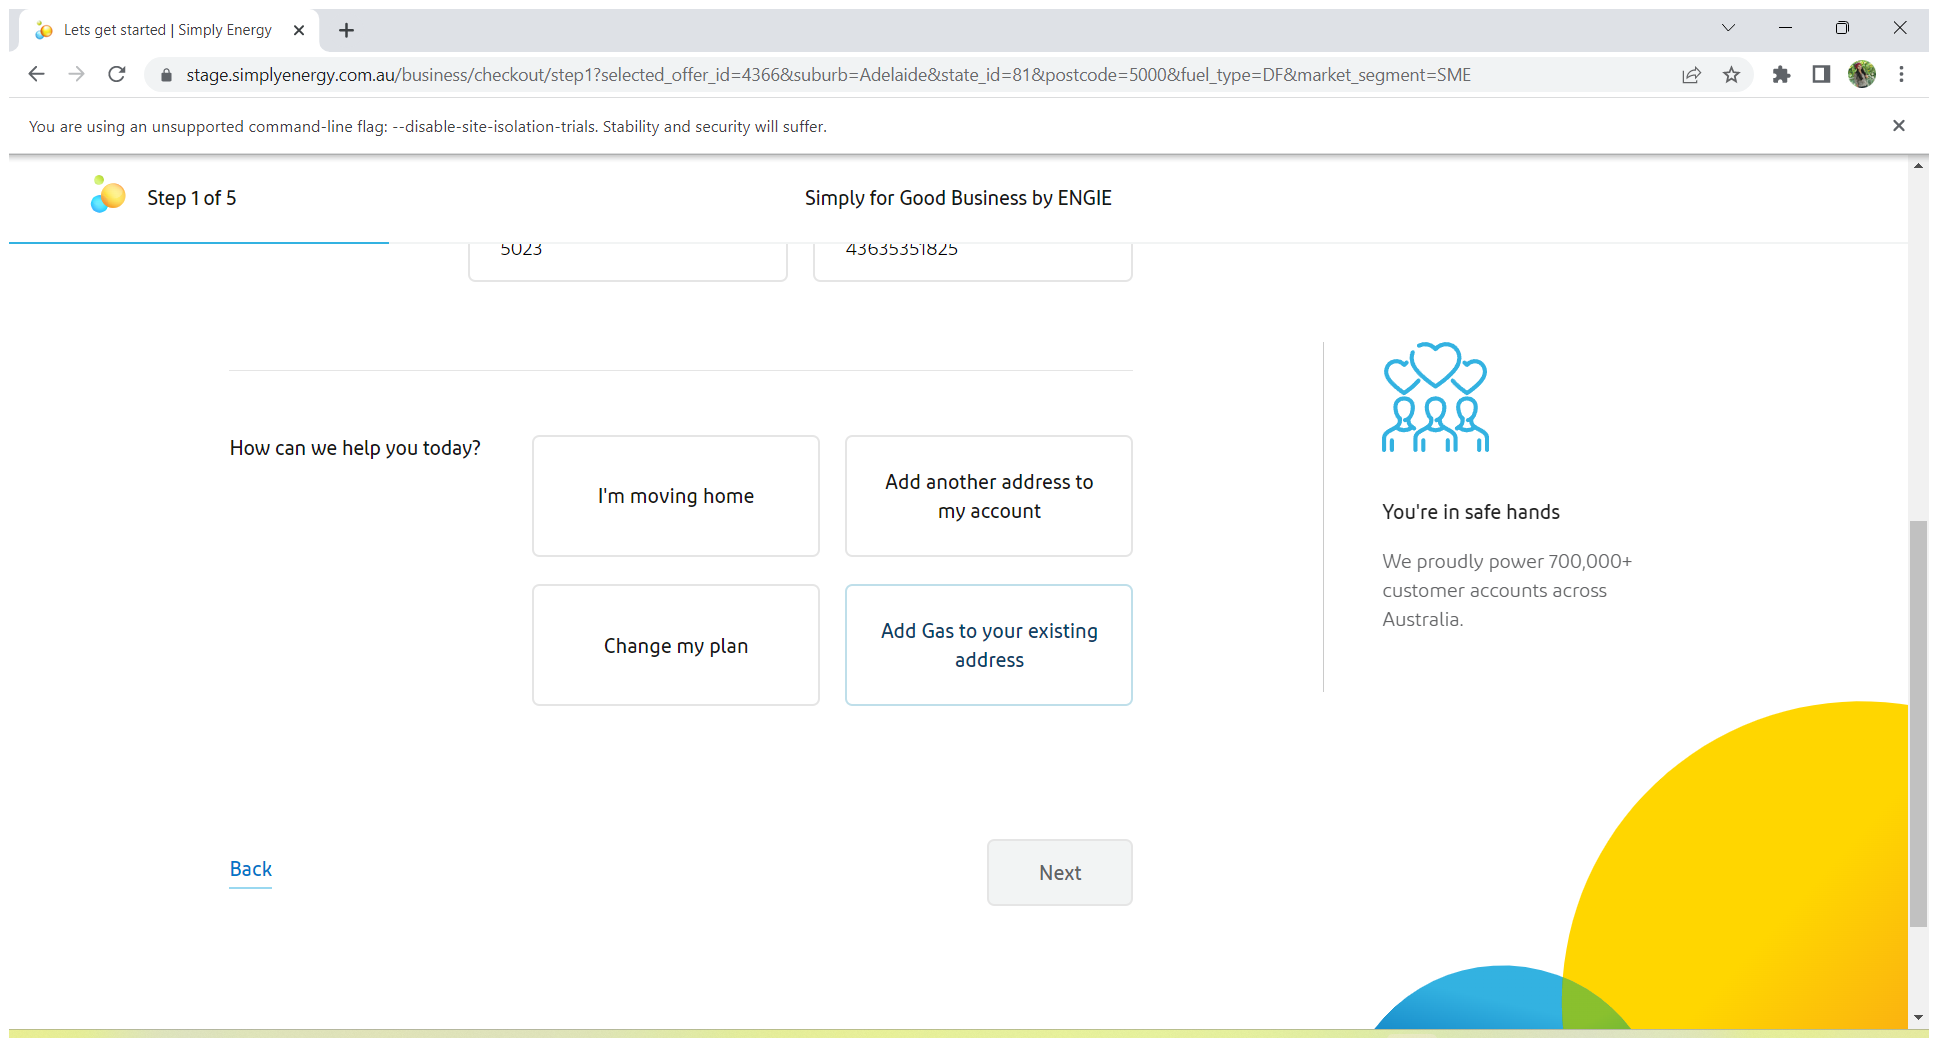 Lets get started | Simply Energy
stage.simplyenergy.com.au/business/checkout/step1?selected_offer_id=4366&suburb=Adelaide&state_id=81&postcode=5000&fuel_type=DF&market_segment=SME
You are using an unsupported command-line flag: --disable-site-isolation-trials. Stability and security will suffer.
Step 1 of 5
Simply for Good Business by ENGIE
5023
43635351825
How can we help you today?
I'm moving home
Add another address to
my account
Change my plan
Add Gas to your existing
address
You're in safe hands
We proudly power 700,000+
customer accounts across
Australia.
Back
Next